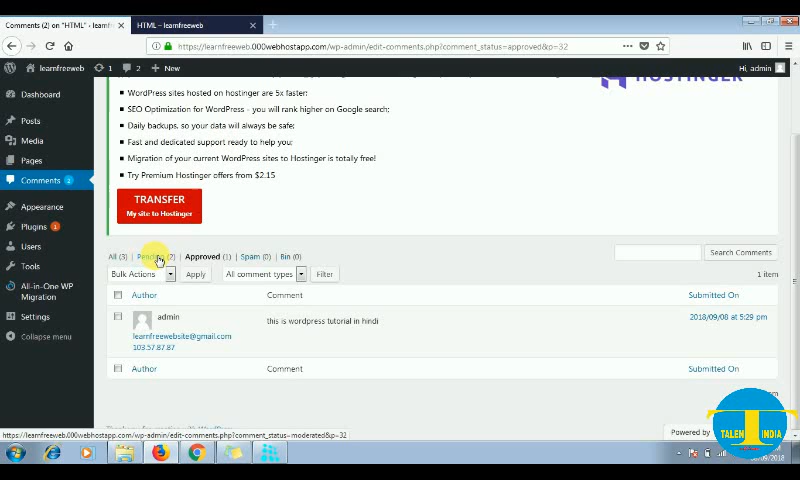 Comments (2) on "HTML" ‹ learnfr
HTML – learnfreeweb
https://learnfreeweb.000webhostapp.com/wp-admin/edit-comments.php?comment_status=approved&p=32
learnfreeweb 1 2 New Hi, admin
HOSTINGER
WordPress sites hosted on hostinger are 5x faster;
SEO Optimization for WordPress - you will rank higher on Google search;
Daily backups, so your data will always be safe;
Fast and dedicated support ready to help you;
Migration of your current WordPress sites to Hostinger is totally free!
Try Premium Hostinger offers from $2.15
TRANSFER
My site to Hostinger
Dashboard
Posts
Media
Pages
Comments 2
Appearance
Plugins 1
Users
Tools
All-in-One WP
Migration
Settings
Collapse menu
All (3) | Pending (2) | Approved (1) | Spam (0) | Bin (0)
Search Comments
Bulk Actions Apply All comment types Filter 1 item
Author Comment Submitted On
admin this is wordpress tutorial in hindi 2018/09/08 at 5:29 pm
learnfreewebsite@gmail.com
103.57.87.87
Author Comment Submitted On
https://learnfreeweb.000webhostapp.com/wp-admin/edit-comments.php?comment_status=moderated&p=32
Powered by
TALENT INDIA
/09/2018